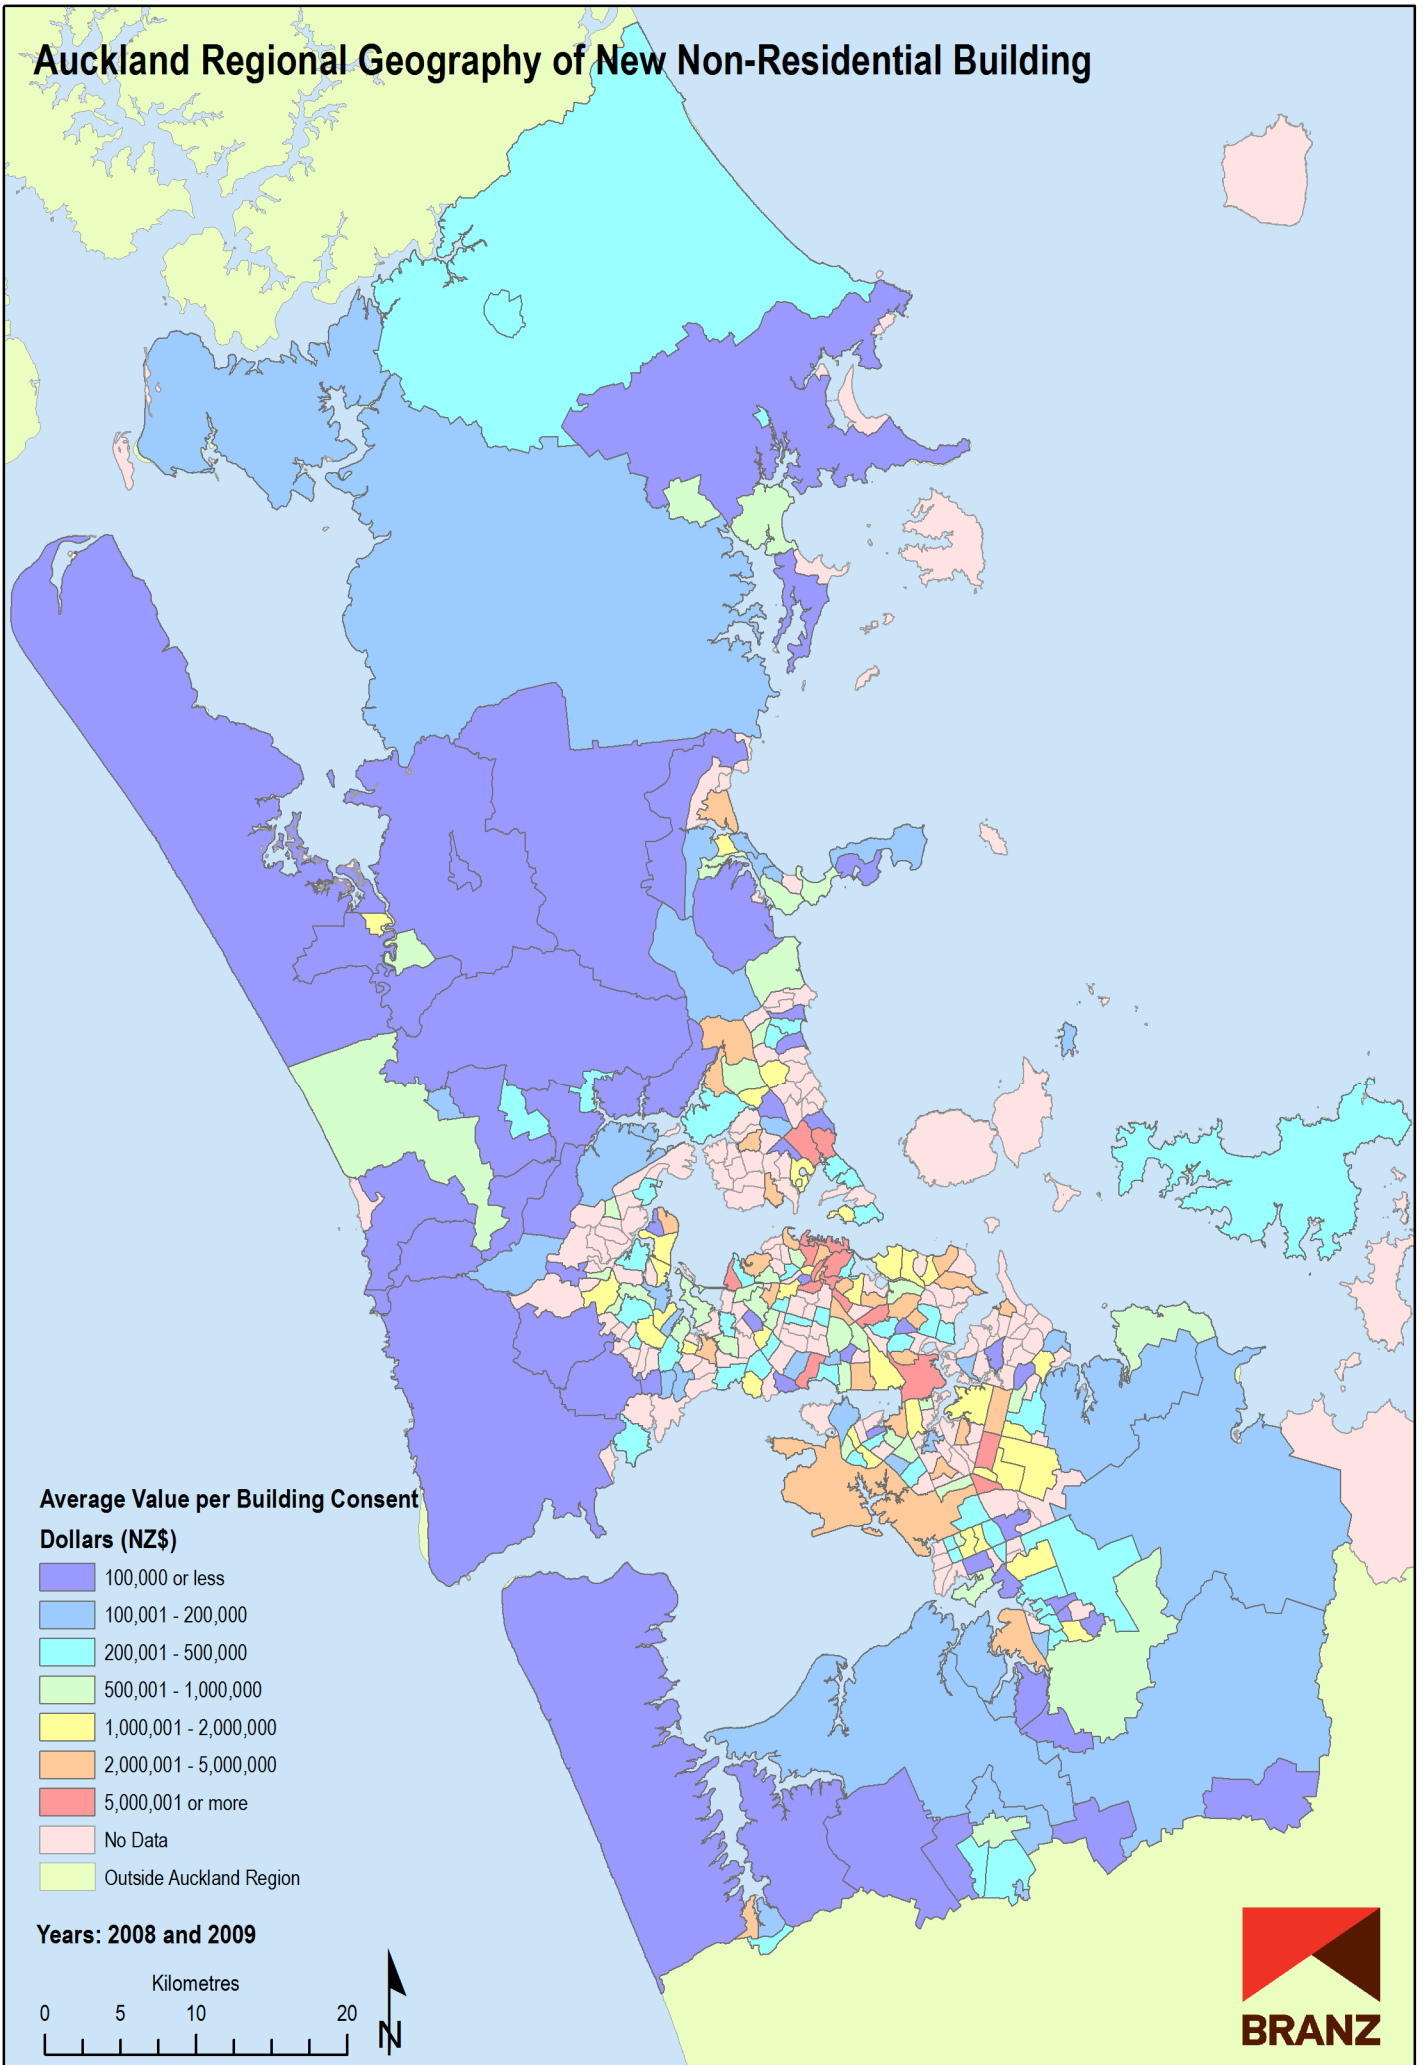 Auckland Regional Geography of New Non-Residential Building
Average Value per Building Consent
Dollars (NZ$)
100,000 or less
100,001 - 200,000
200,001 - 500,000
500,001 - 1,000,000
1,000,001 - 2,000,000
2,000,001 - 5,000,000
5,000,001 or more
No Data
Outside Auckland Region
Years: 2008 and 2009
Kilometres
0 5 10 20
N
BRANZ